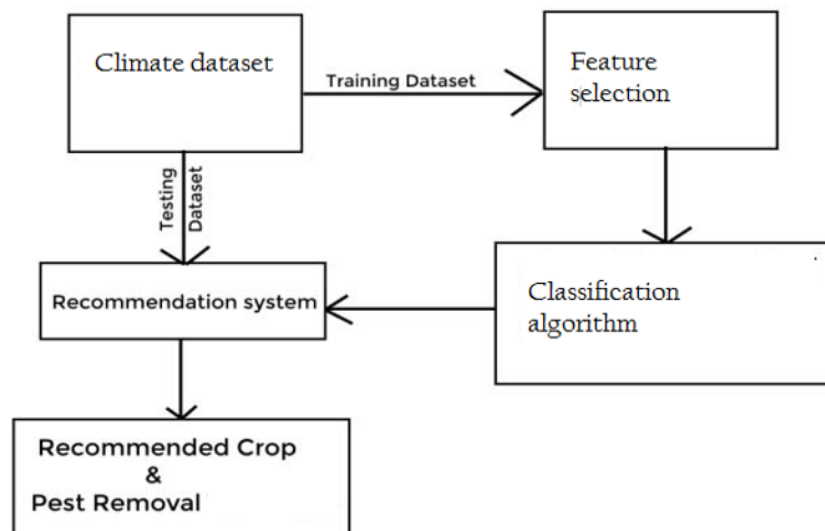 Climate dataset
Training Dataset
Feature
selection
Testing
Dataset
Recommendation system
Classification
algorithm
Recommended Crop
&
Pest Removal